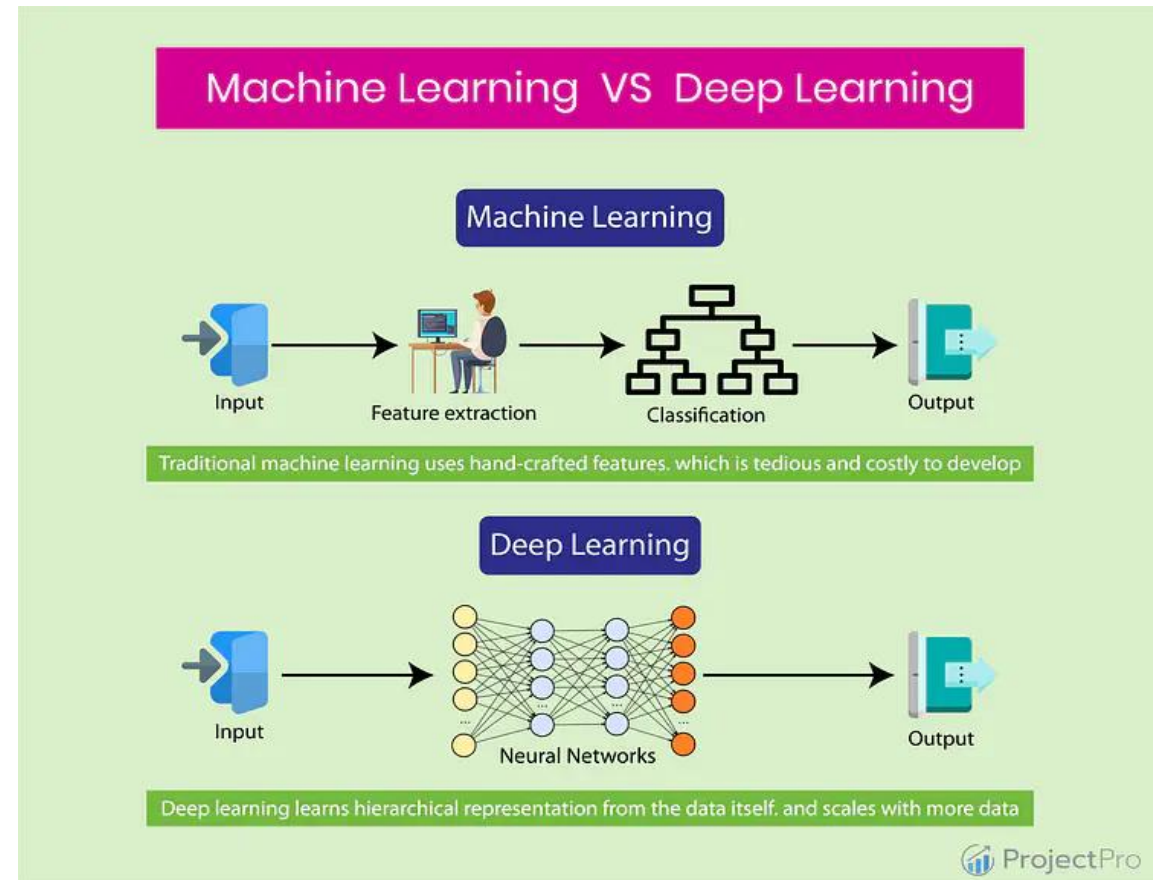 Machine Learning VS Deep Learning
Machine Learning
Input
Feature extraction
Classification
Output
Traditional machine learning uses hand-crafted features. which is tedious and costly to develop
Deep Learning
...
...
...
...
Input
Neural Networks
Output
Deep learning learns hierarchical representation from the data itself. and scales with more data
ProjectPro